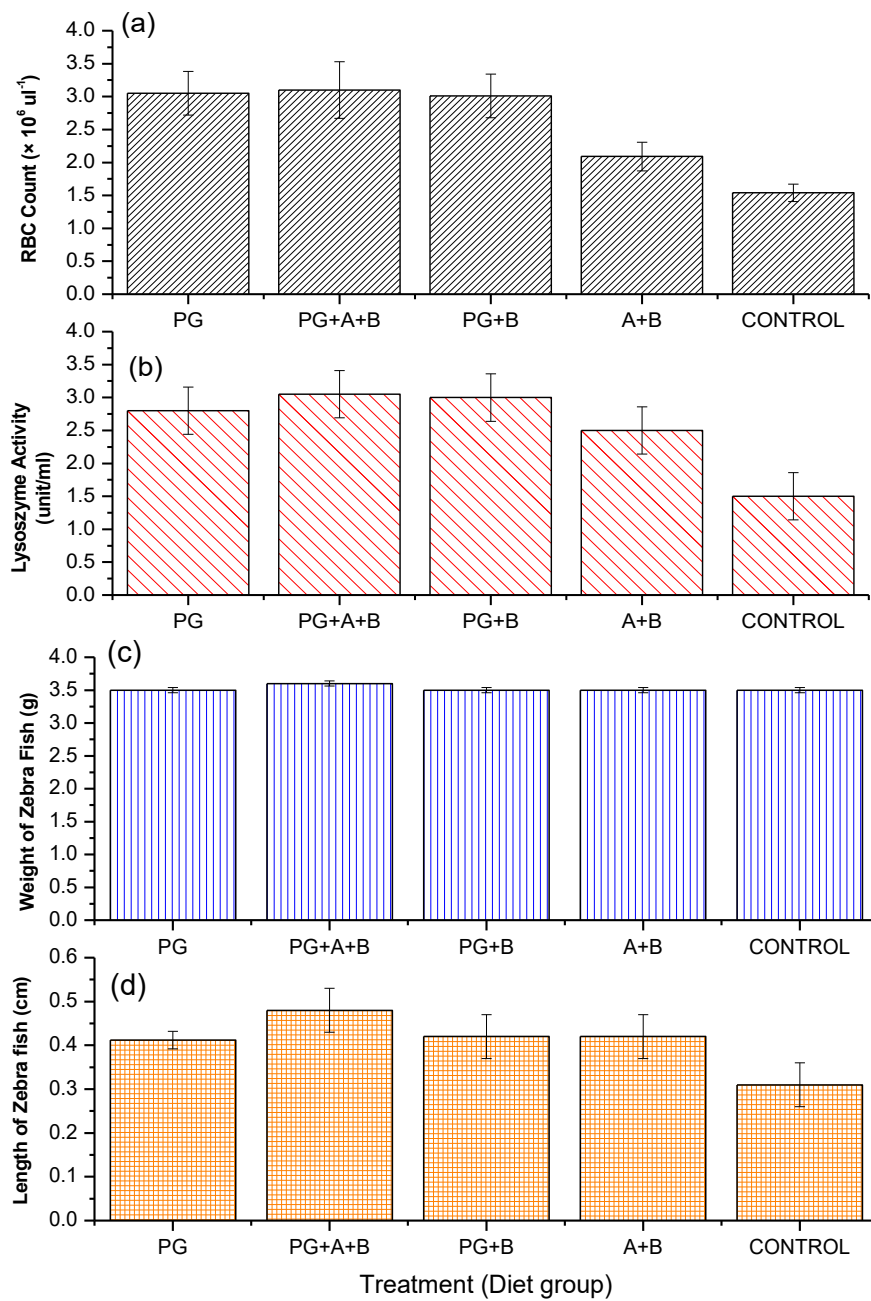 (a)
RBC Count (× 10⁶ ul⁻¹)
4.0
3.5
3.0
2.5
2.0
1.5
1.0
0.5
0.0
PG PG+A+B PG+B A+B CONTROL
(b)
Lysoszyme Activity
(unit/ml)
4.0
3.5
3.0
2.5
2.0
1.5
1.0
0.5
0.0
PG PG+A+B PG+B A+B CONTROL
(c)
Weight of Zebra Fish (g)
4.0
3.5
3.0
2.5
2.0
1.5
1.0
0.5
0.0
PG PG+A+B PG+B A+B CONTROL
(d)
Length of Zebra fish (cm)
0.6
0.5
0.4
0.3
0.2
0.1
0.0
PG PG+A+B PG+B A+B CONTROL
Treatment (Diet group)